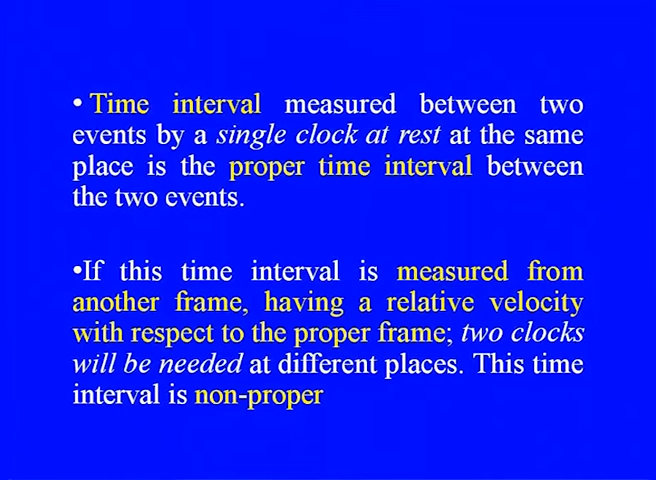 • Time interval measured between two
events by a single clock at rest at the same
place is the proper time interval between
the two events.
•If this time interval is measured from
another frame, having a relative velocity
with respect to the proper frame; two clocks
will be needed at different places. This time
interval is non-proper